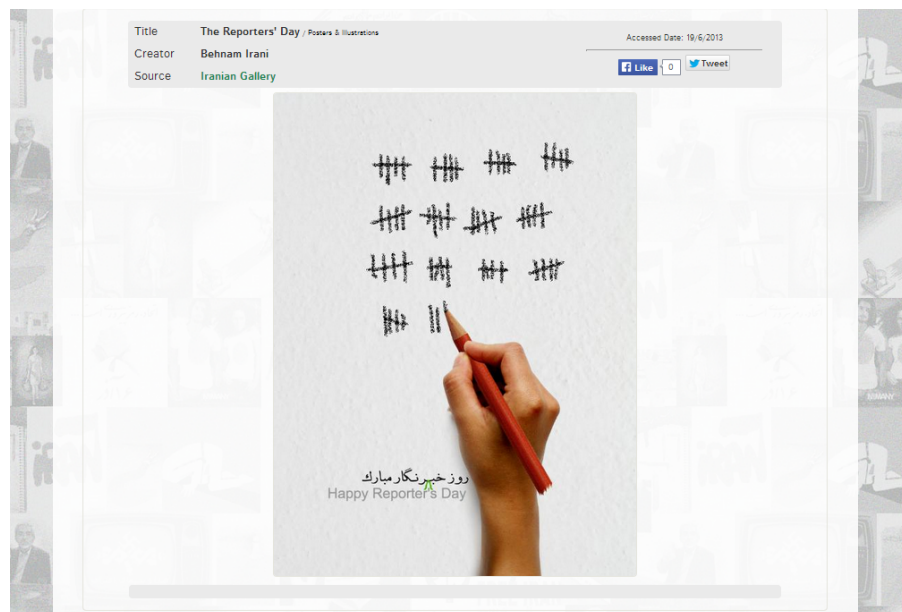 Title The Reporters' Day / Posters & Illustrations
Creator Behnam Irani
Source Iranian Gallery
Accessed Date: 19/6/2013
Like 0 Tweet
روز خبرنگار مبارك
Happy Reporter's Day